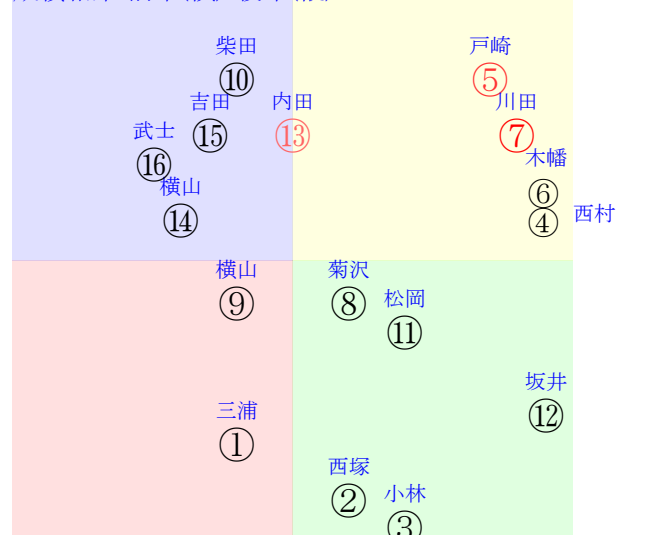 柴田
⑩
戸崎
⑤
吉田
⑮
内田
⑬
川田
⑦
武士
⑯
木幡
⑥
横山
⑭
④
西村
横山
⑨
菊沢
⑧
松岡
⑪
坂井
⑫
三浦
①
西塚
②
小林
③